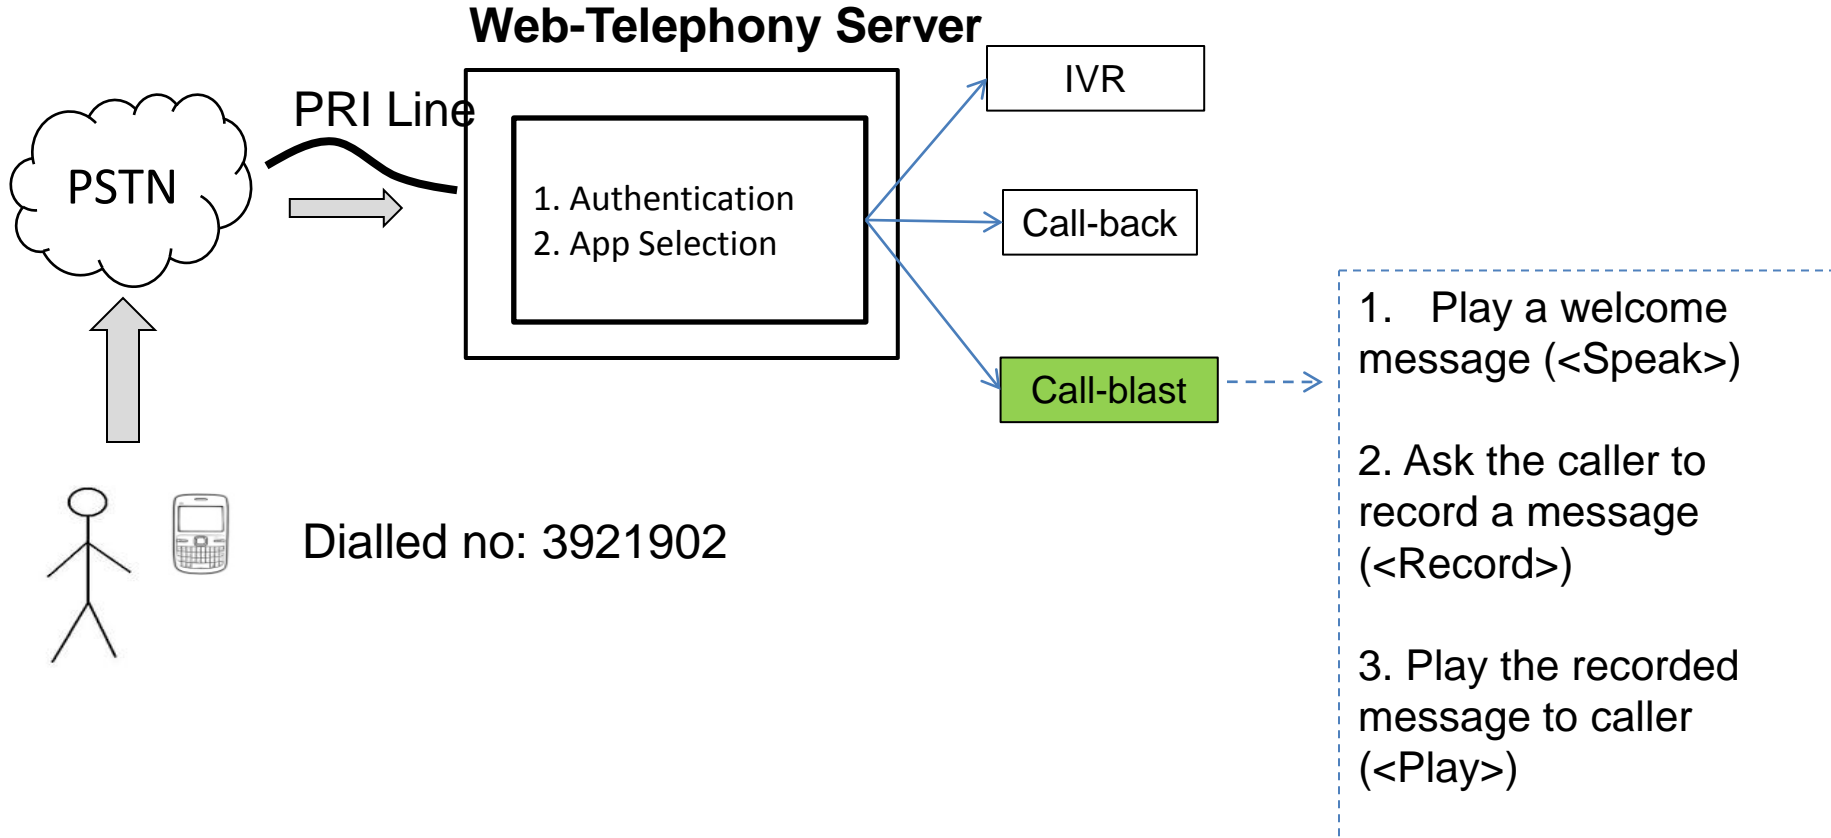 Web-Telephony Server
PRI Line
IVR
PSTN
1. Authentication
2. App Selection
Call-back
Call-blast
1. Play a welcome
message (<Speak>)
2. Ask the caller to
record a message
(<Record>)
3. Play the recorded
message to caller
(<Play>)
Dialled no: 3921902